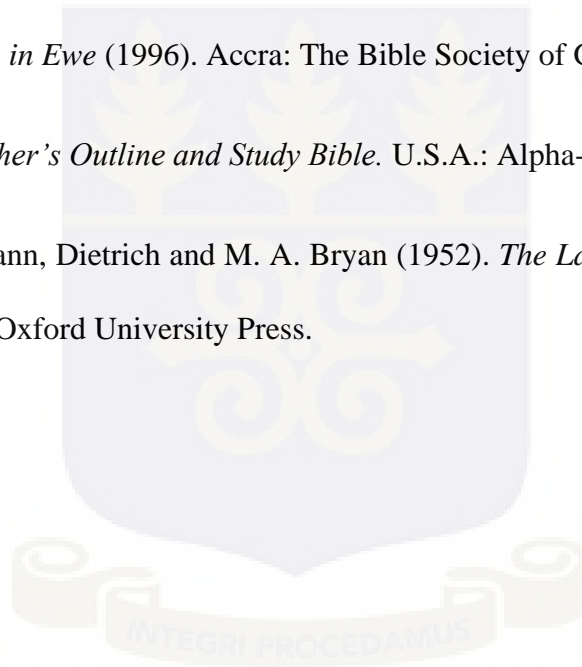 in Ewe (1996). Accra: The Bible Society of
her's Outline and Study Bible. U.S.A.: Alpha-
ann, Dietrich and M. A. Bryan (1952). The La
Oxford University Press.
INTEGRI PROCEDAMUS